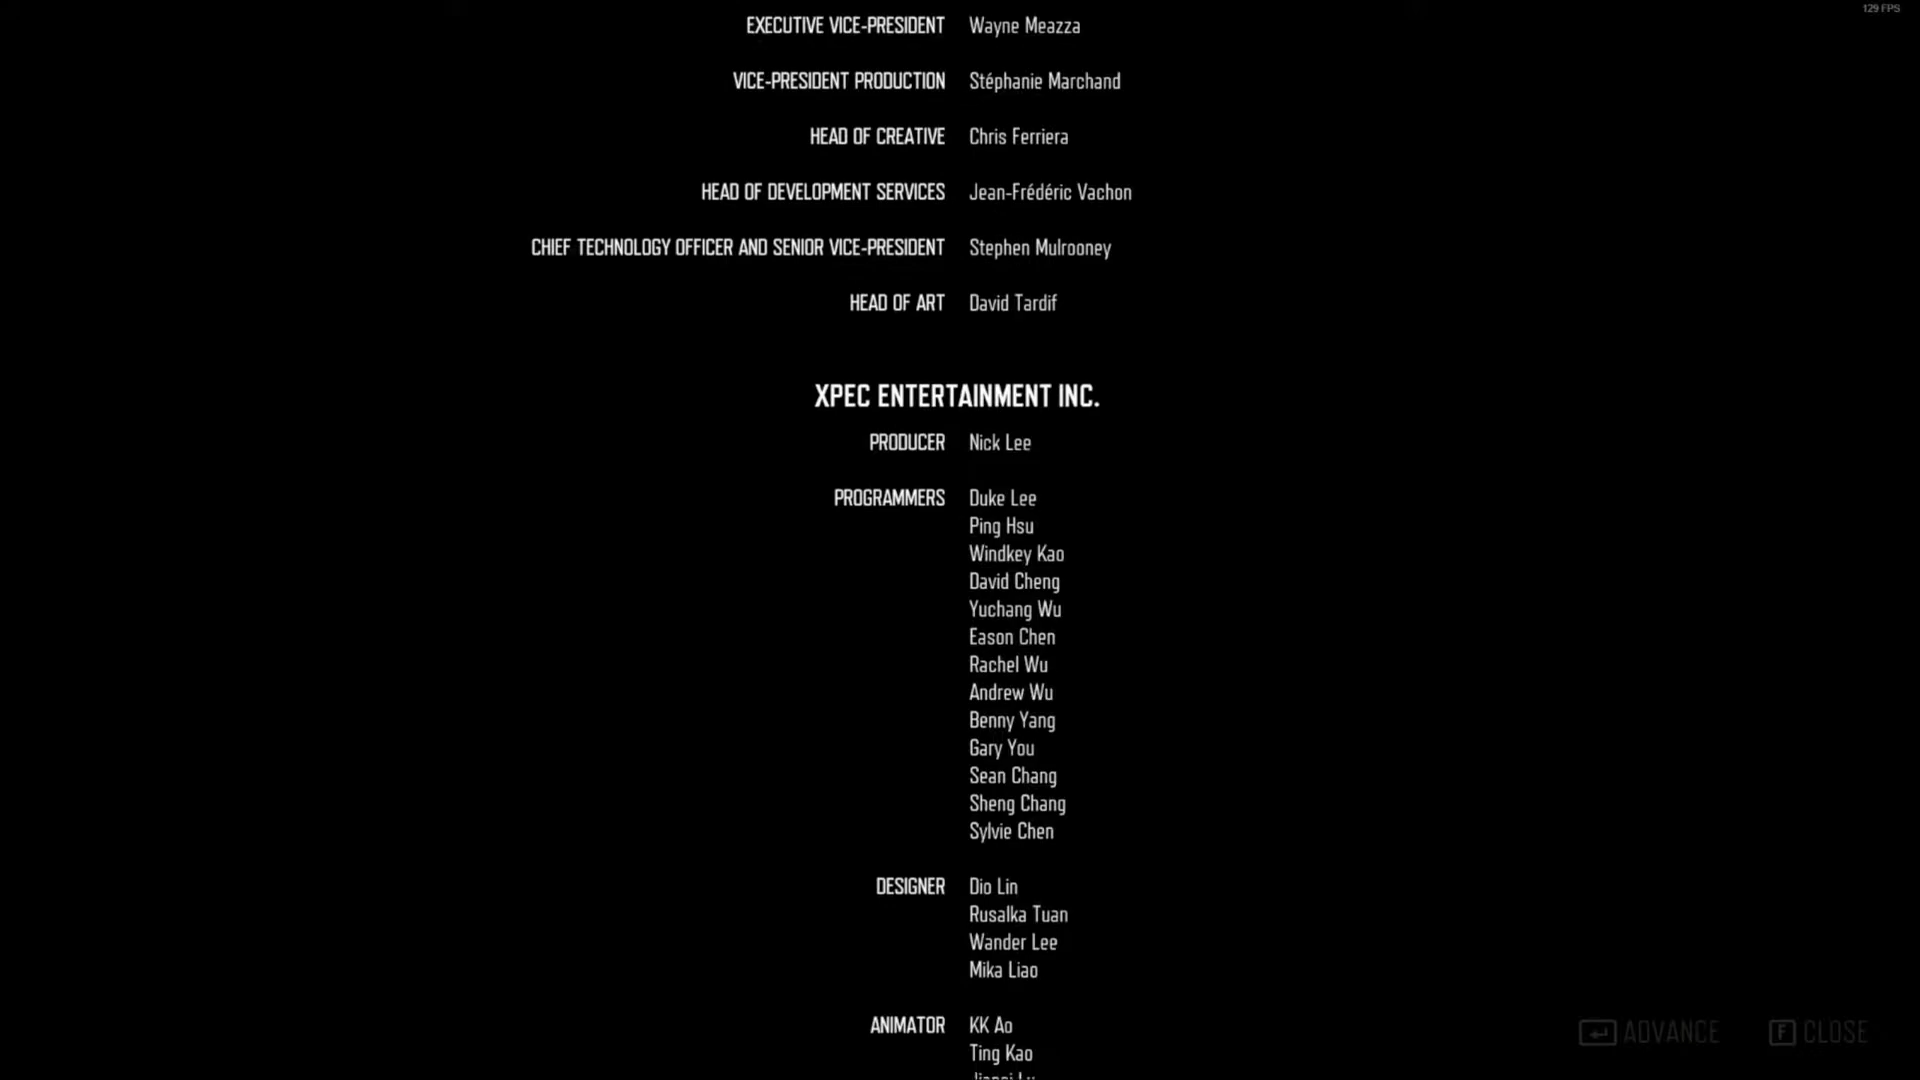 129 FPS
EXECUTIVE VICE-PRESIDENT Wayne Meazza
VICE-PRESIDENT PRODUCTION Stéphanie Marchand
HEAD OF CREATIVE Chris Ferriera
HEAD OF DEVELOPMENT SERVICES Jean-Frédéric Vachon
CHIEF TECHNOLOGY OFFICER AND SENIOR VICE-PRESIDENT Stephen Mulrooney
HEAD OF ART David Tardif
XPEC ENTERTAINMENT INC.
PRODUCER Nick Lee
PROGRAMMERS Duke Lee
Ping Hsu
Windkey Kao
David Cheng
Yuchang Wu
Eason Chen
Rachel Wu
Andrew Wu
Benny Yang
Gary You
Sean Chang
Sheng Chang
Sylvie Chen
DESIGNER Dio Lin
Rusalka Tuan
Wander Lee
Mika Liao
ANIMATOR KK Ao
Ting Kao
ADVANCE F CLOSE